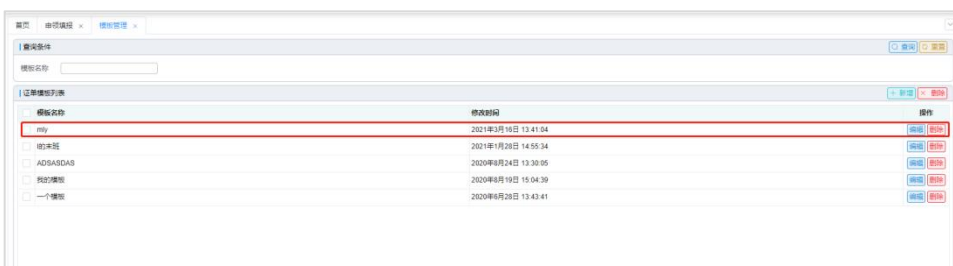 首页 申领填报 × 模板管理 ×
查询条件 查询 重置
模板名称
证单模板列表 + 新增 × 删除
模板名称 修改时间 操作
mly 2021年3月16日 13:41:04 编辑 删除
I的末班 2021年1月28日 14:55:34 编辑 删除
ADSASDAS 2020年8月24日 13:30:05 编辑 删除
我的模板 2020年8月19日 15:04:39 编辑 删除
一个模板 2020年6月28日 13:43:41 编辑 删除